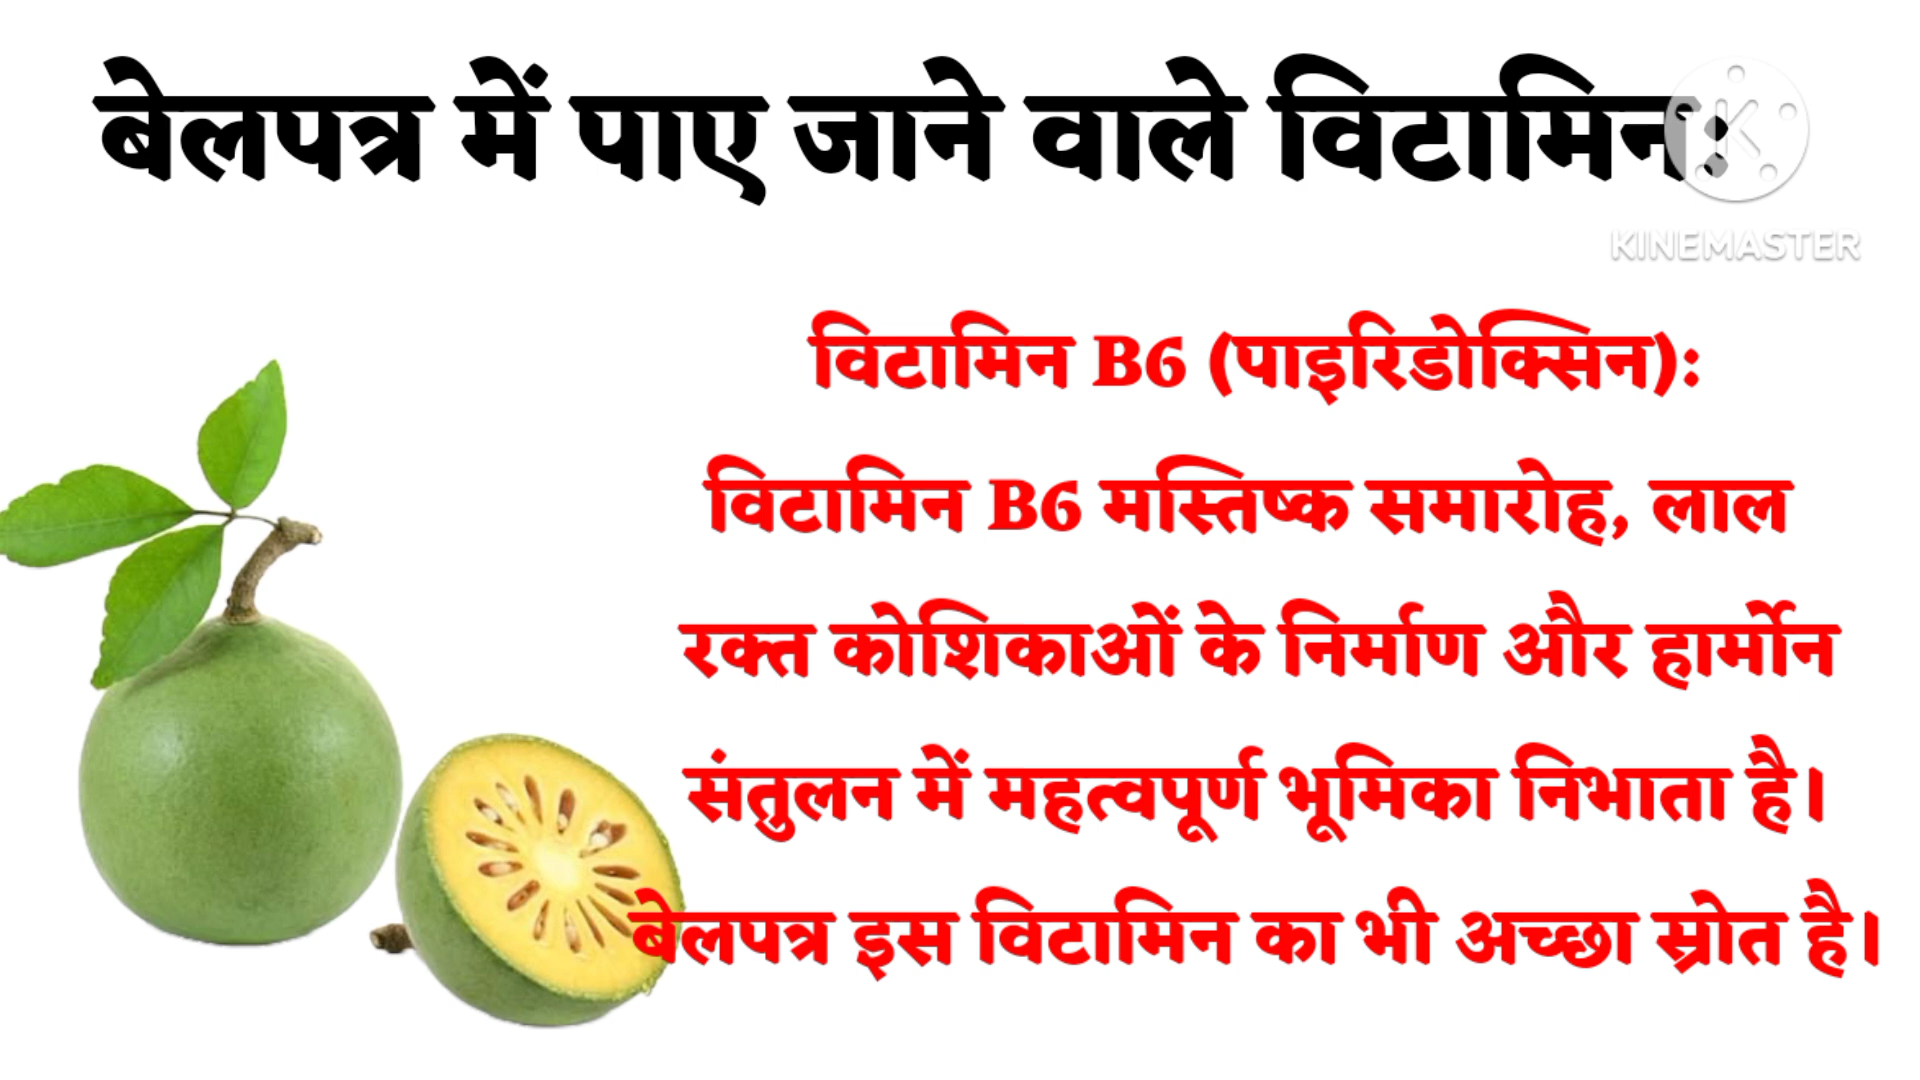 बेलपत्र में पाए जाने वाले विटामिन:
KINEMASTER
विटामिन B6 (पाइरिडोक्सिन):
विटामिन B6 मस्तिष्क समारोह, लाल
रक्त कोशिकाओं के निर्माण और हार्मोन
संतुलन में महत्वपूर्ण भूमिका निभाता है।
बेलपत्र इस विटामिन का भी अच्छा स्रोत है।